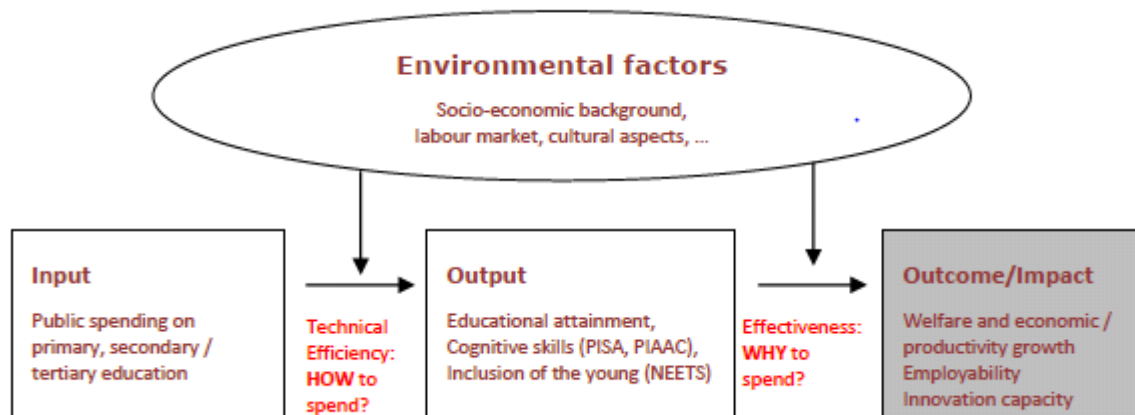 Environmental factors
Socio-economic background,
labour market, cultural aspects, ...
Input
Public spending on
primary, secondary /
tertiary education
Technical
Efficiency:
HOW to
spend?
Output
Educational attainment,
Cognitive skills (PISA, PIAAC),
Inclusion of the young (NEETS)
Effectiveness:
WHY to
spend?
Outcome/Impact
Welfare and economic /
productivity growth
Employability
Innovation capacity